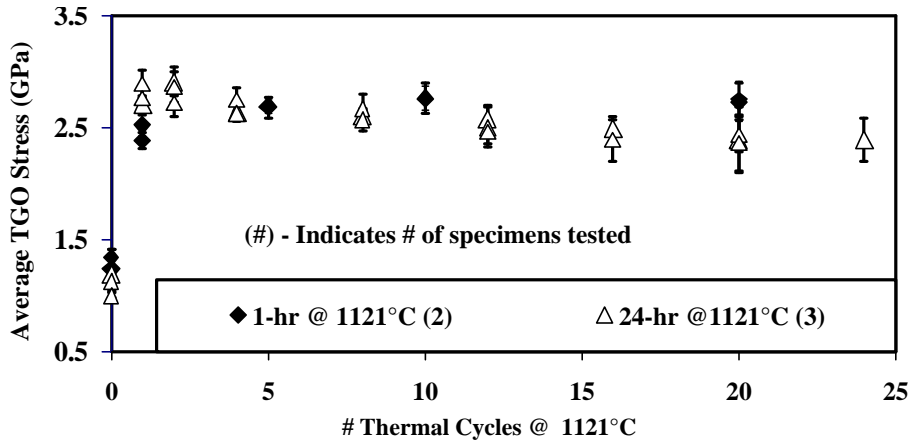 Average TGO Stress (GPa)
3,5
2,5
1,5
0,5
(#) - Indicates # of specimens tested
1-hr @ 1121°C (2)
24-hr @1121°C (3)
0 5 10 15 20 25
# Thermal Cycles @ 1121°C